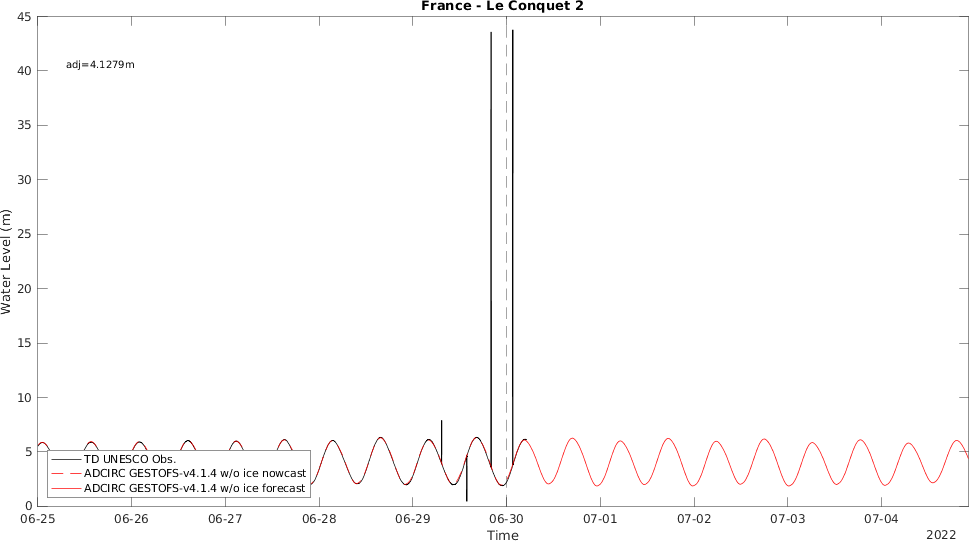 France - Le Conquet 2
45
adj=4.1279m
40
35
30
25
20
15
10
5
0
Water Level (m)
TD UNESCO Obs.
ADCIRC GESTOFS-v4.1.4 w/o ice nowcast
ADCIRC GESTOFS-v4.1.4 w/o ice forecast
06-25 06-26 06-27 06-28 06-29 06-30 07-01 07-02 07-03 07-04
Time
2022